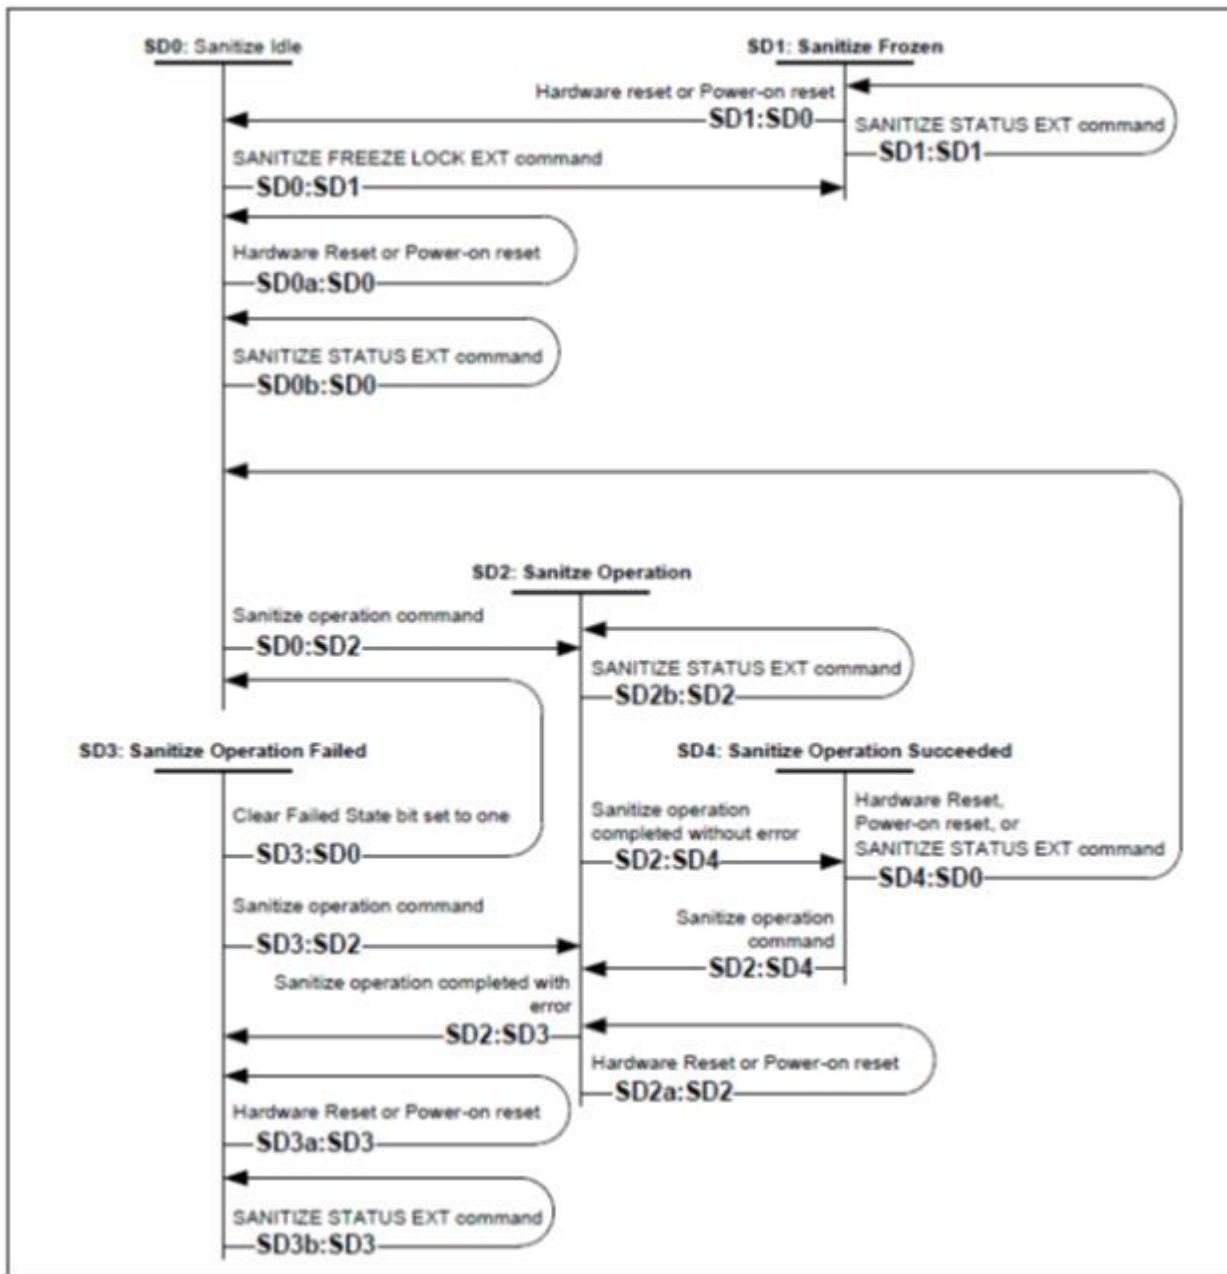 SD0: Sanitize Idle
SD1: Sanitize Frozen
Hardware reset or Power-on reset
SD1:SD0
SANITIZE STATUS EXT command
SD1:SD1
SANITIZE FREEZE LOCK EXT command
SD0:SD1
Hardware Reset or Power-on reset
SD0a:SD0
SANITIZE STATUS EXT command
SD0b:SD0
SD2: Sanitze Operation
Sanitize operation command
SD0:SD2
SANITIZE STATUS EXT command
SD2b:SD2
SD3: Sanitize Operation Failed
SD4: Sanitize Operation Succeeded
Clear Failed State bit set to one
SD3:SD0
Sanitize operation
completed without error
SD2:SD4
Hardware Reset,
Power-on reset, or
SANITIZE STATUS EXT command
SD4:SD0
Sanitize operation command
SD3:SD2
Sanitize operation
command
SD2:SD4
Sanitize operation completed with
error
SD2:SD3
Hardware Reset or Power-on reset
SD2a:SD2
Hardware Reset or Power-on reset
SD3a:SD3
SANITIZE STATUS EXT command
SD3b:SD3